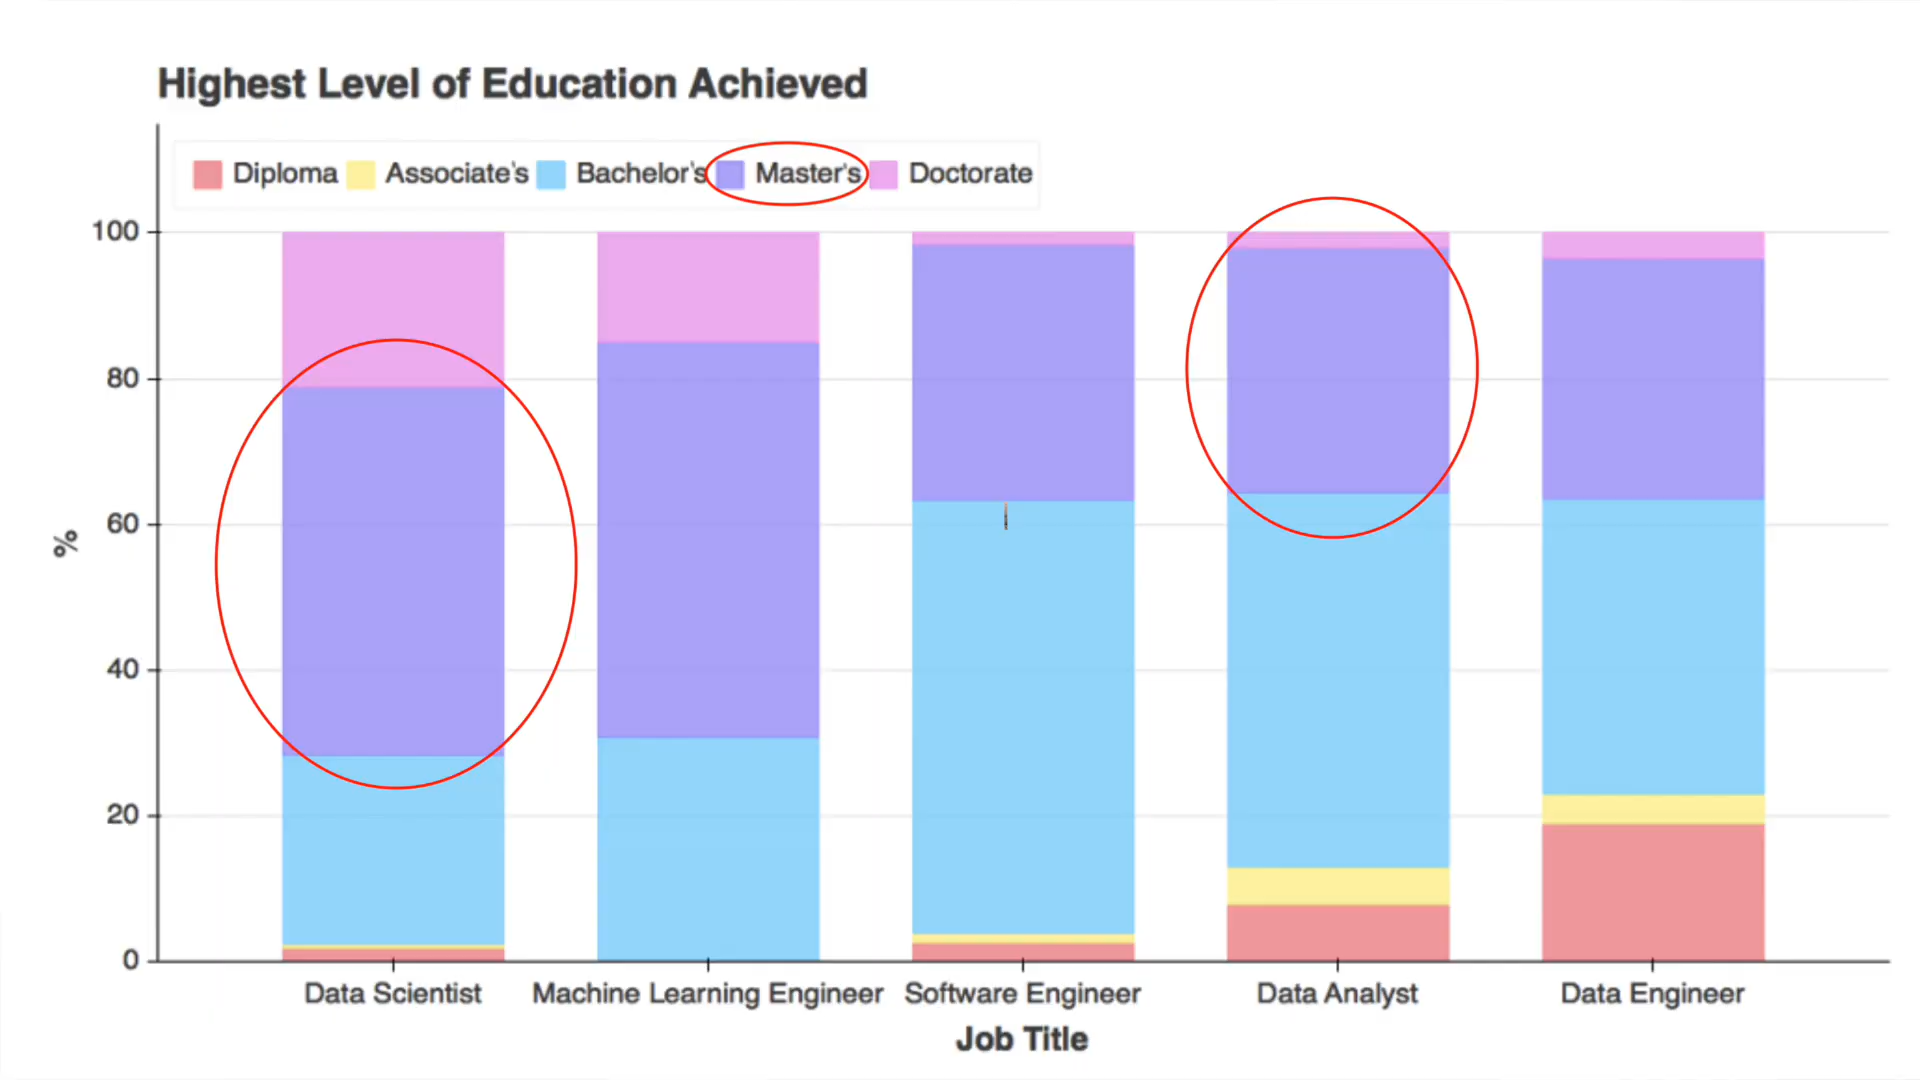 Highest Level of Education Achieved
Diploma Associate's Bachelor's Master's Doctorate
100
80
60
40
20
0
%
Data Scientist Machine Learning Engineer Software Engineer Data Analyst Data Engineer
Job Title